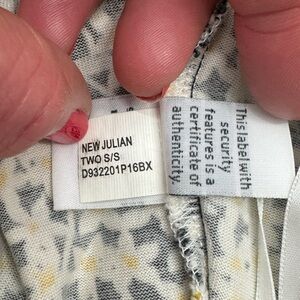 NEW JULIAN
TWO S/S
D932201P16BX
This label with
security
features is a
certificate of
authenticity.